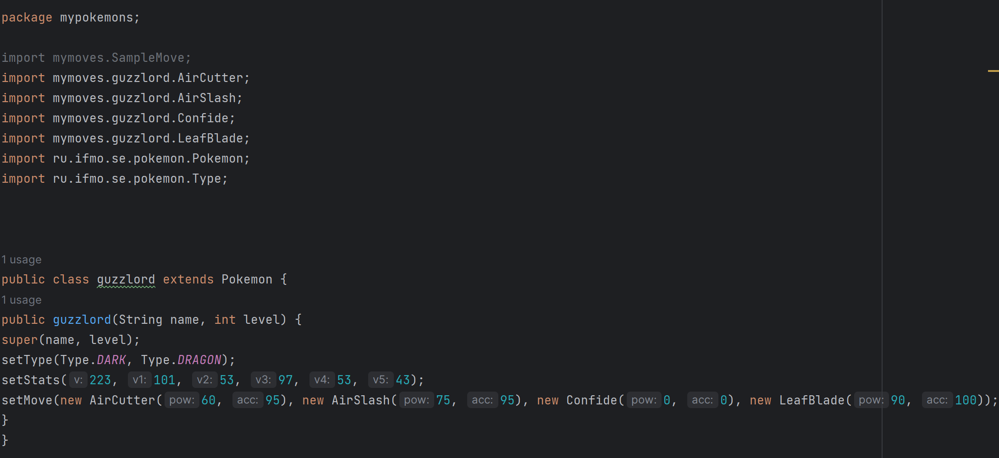 package mypokemons;
import mymoves.SampleMove;
import mymoves.guzzlord.AirCutter;
import mymoves.guzzlord.AirSlash;
import mymoves.guzzlord.Confide;
import mymoves.guzzlord.LeafBlade;
import ru.ifmo.se.pokemon.Pokemon;
import ru.ifmo.se.pokemon.Type;
1 usage
public class guzzlord extends Pokemon {
1 usage
public guzzlord(String name, int level) {
super(name, level);
setType(Type.DARK, Type.DRAGON);
setStats( v: 223, v1: 101, v2: 53, v3: 97, v4: 53, v5: 43);
setMove(new AirCutter( pow: 60, acc: 95), new AirSlash( pow: 75, acc: 95), new Confide( pow: 0, acc: 0), new LeafBlade( pow: 90, acc: 100));
}
}